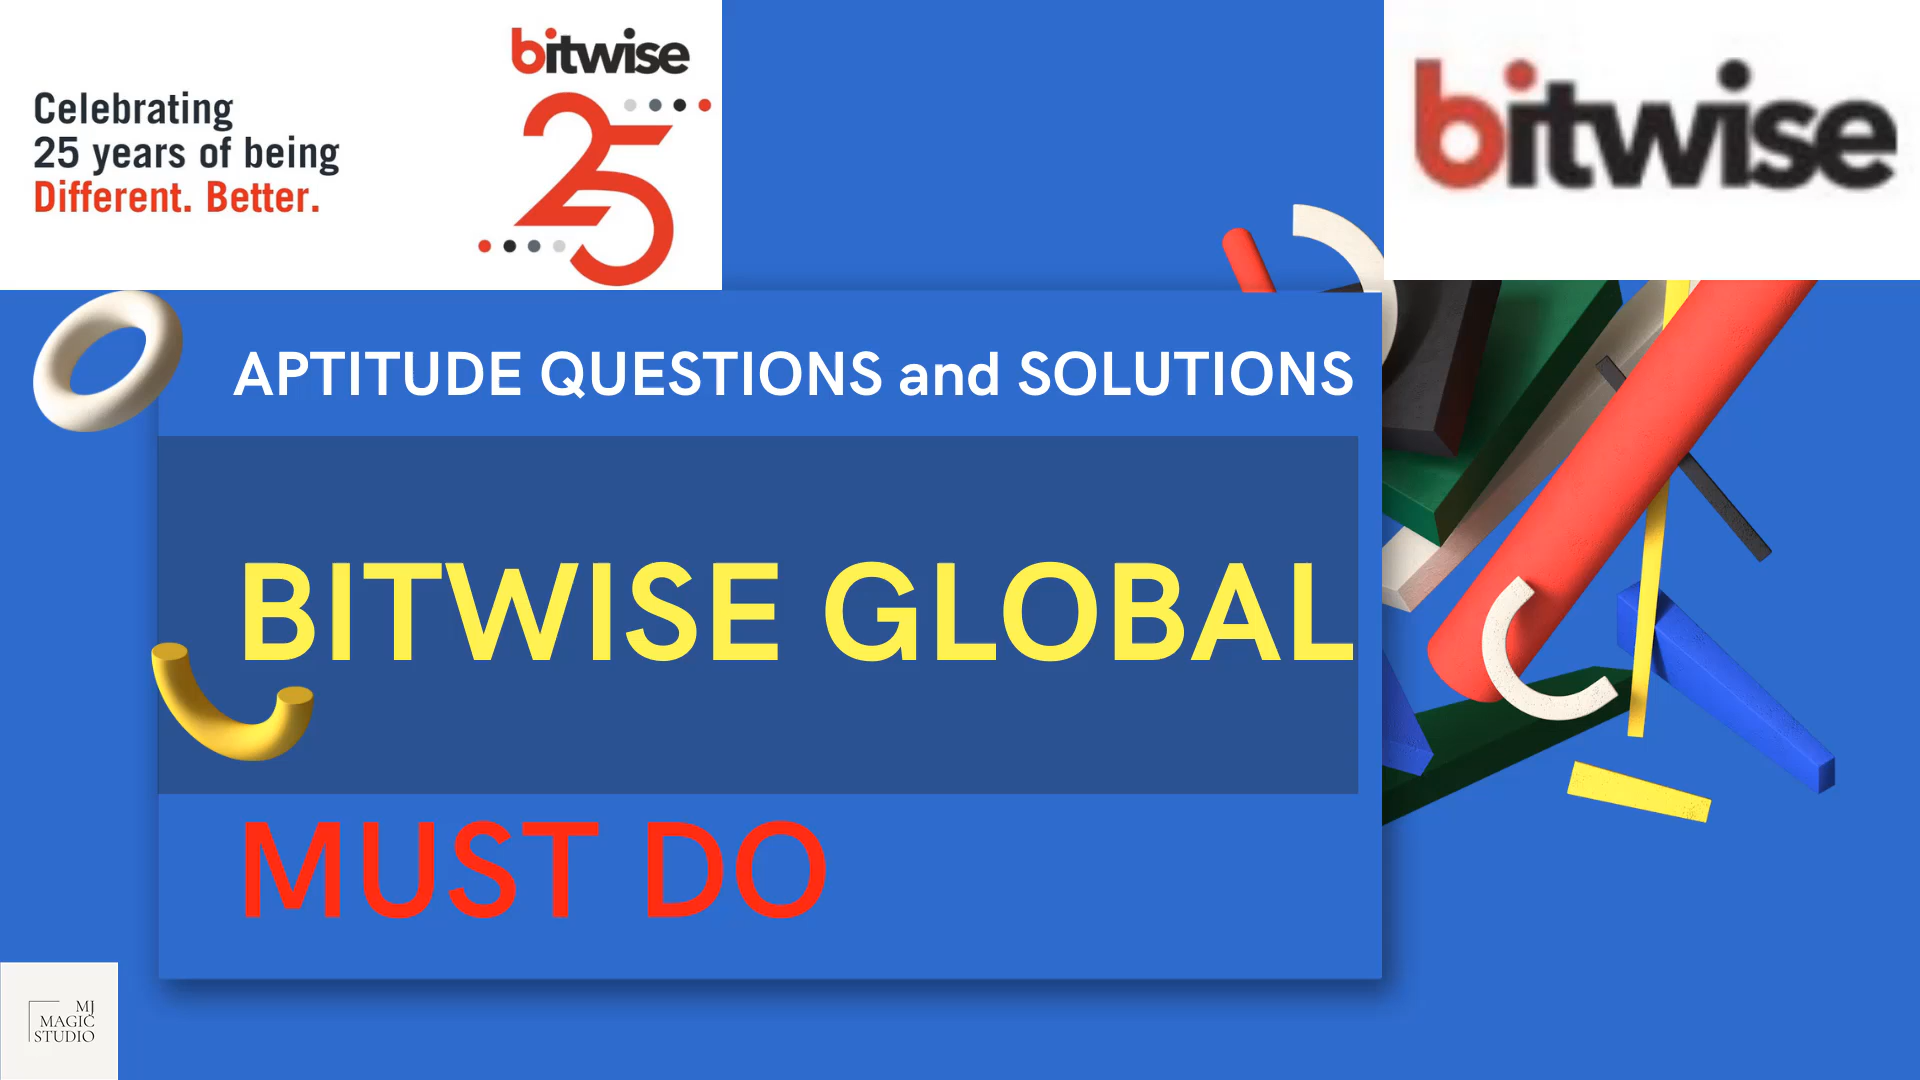 bitwise
Celebrating
25 years of being
Different. Better.
25
bitwise
APTITUDE QUESTIONS and SOLUTIONS
BITWISE GLOBAL
MUST DO
MJ
MAGIC
STUDIO